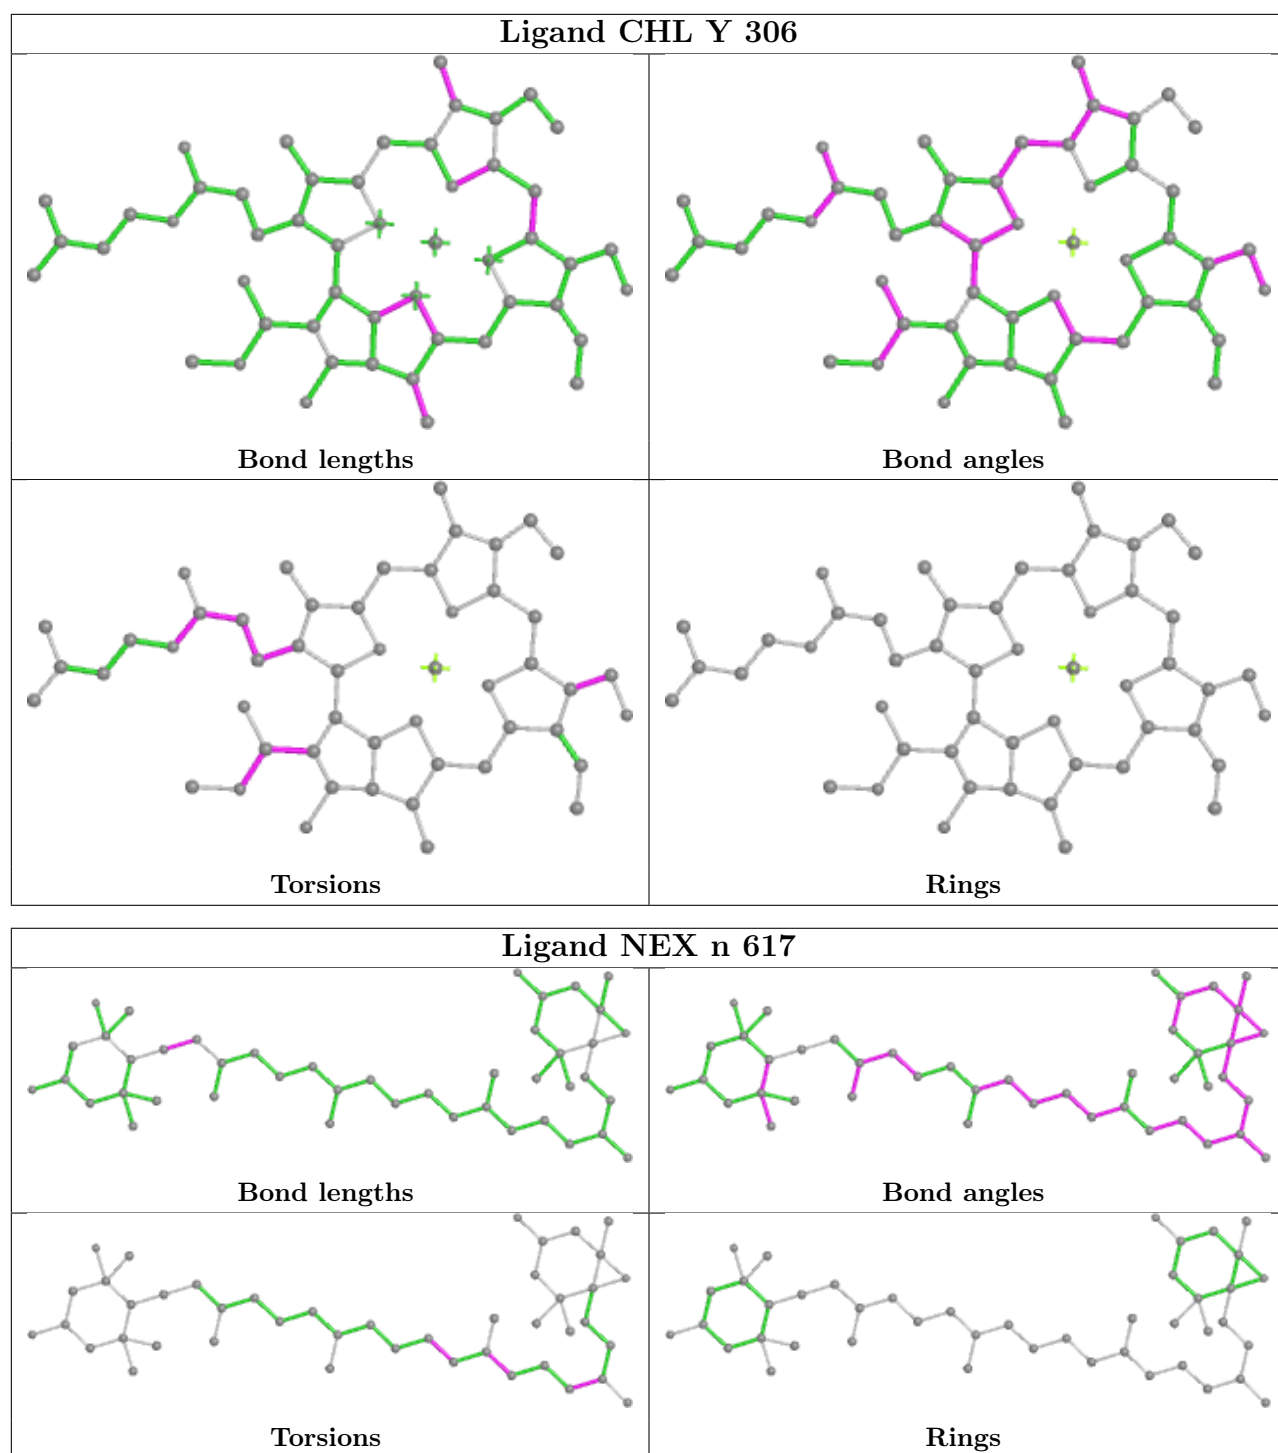 Ligand CHL Y 306
Bond lengths
Bond angles
Torsions
Rings
Ligand NEX n 617
Bond lengths
Bond angles
Torsions
Rings